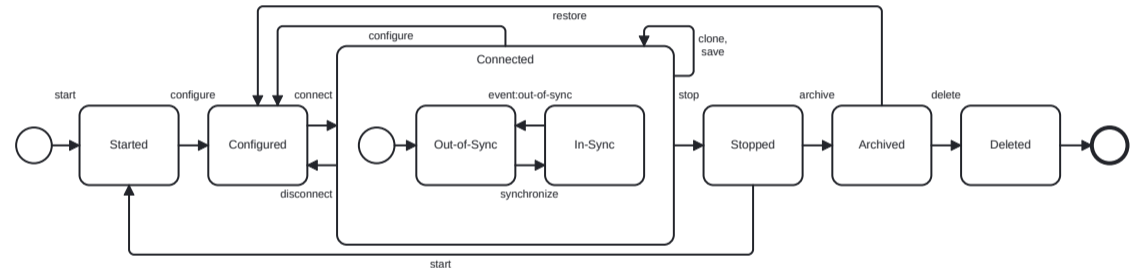 restore
configure
clone,
save
Connected
start
configure
connect
event:out-of-sync
stop
archive
delete
Started
Configured
Out-of-Sync
In-Sync
Stopped
Archived
Deleted
disconnect
synchronize
start